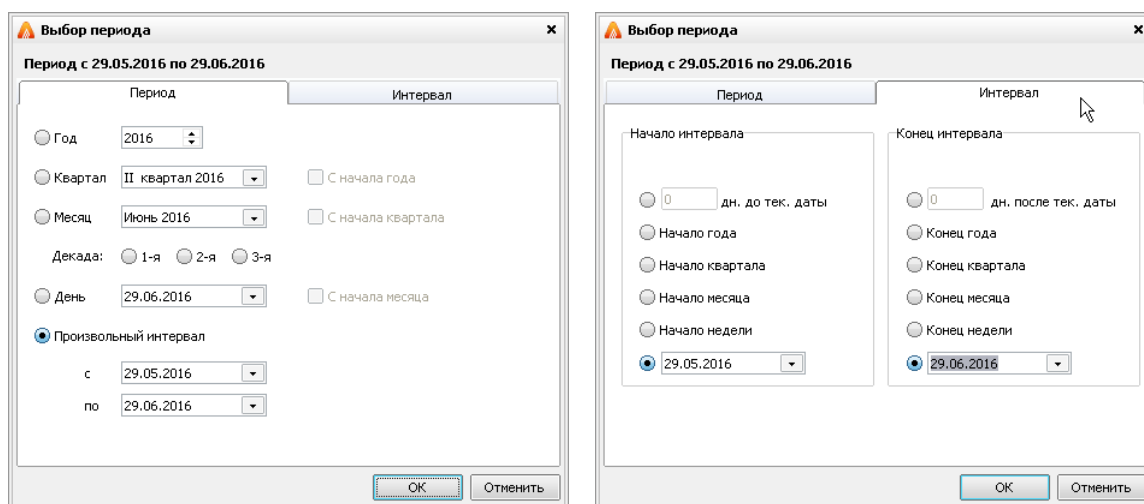 Выбор периода
Период с 29.05.2016 по 29.06.2016
Период Интервал
Год 2016
Квартал II квартал 2016 С начала года
Месяц Июнь 2016 С начала квартала
Декада: 1-я 2-я 3-я
День 29.06.2016 С начала месяца
Произвольный интервал
с 29.05.2016
по 29.06.2016
ОК Отменить
Выбор периода
Период с 29.05.2016 по 29.06.2016
Период Интервал
Начало интервала Конец интервала
0 дн. до тек. даты 0 дн. после тек. даты
Начало года Конец года
Начало квартала Конец квартала
Начало месяца Конец месяца
Начало недели Конец недели
29.05.2016 29.06.2016
ОК Отменить